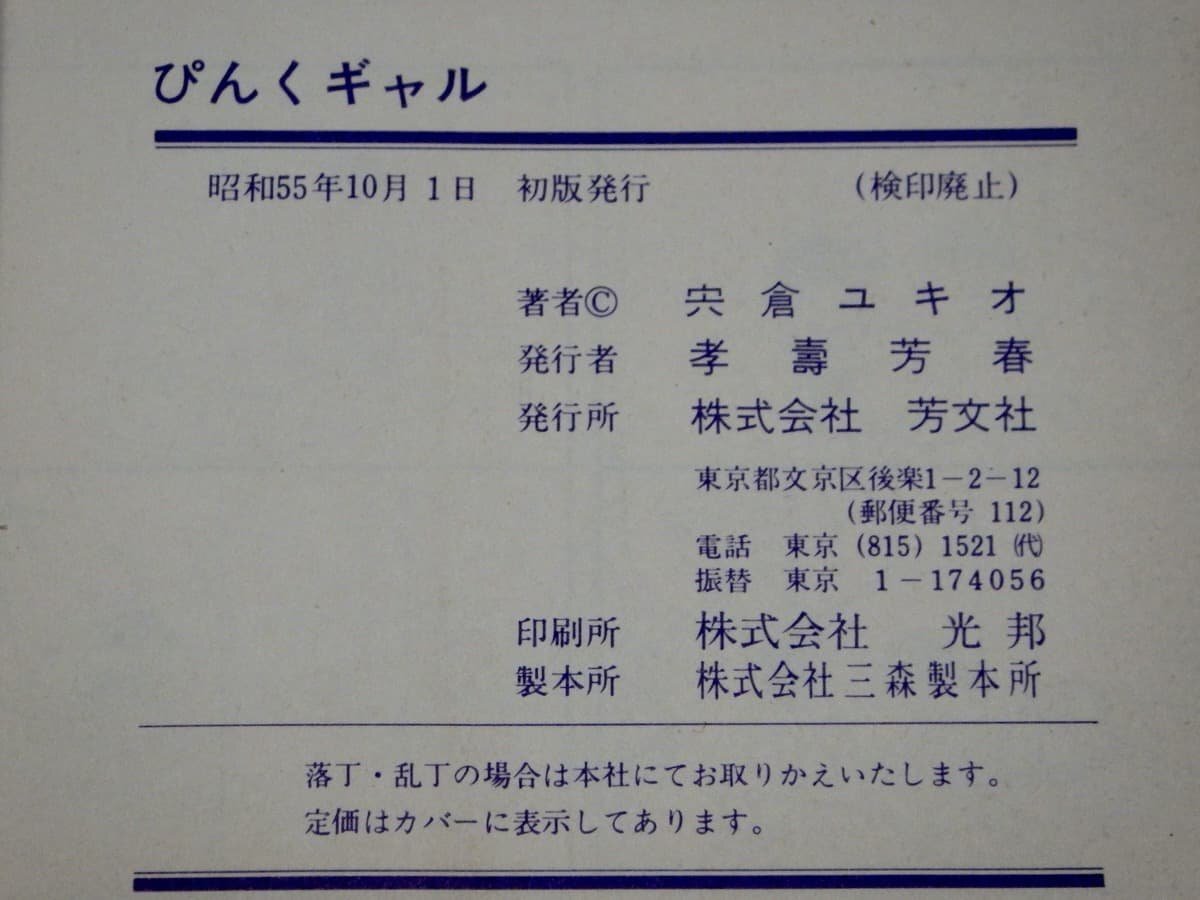 ぴんくギャル
昭和55年10月1日 初版発行 (検印廃止)
著者© 宍倉ユキオ
発行者 孝壽芳春
発行所 株式会社 芳文社
東京都文京区後楽1-2-12
(郵便番号 112)
電話 東京 (815) 1521 ㈹
振替 東京 1-174056
印刷所 株式会社 光邦
製本所 株式会社三森製本所
落丁・乱丁の場合は本社にてお取りかえいたします。
定価はカバーに表示してあります。